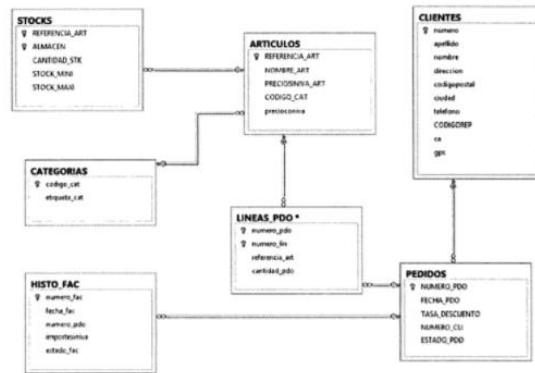 STOCKS
REFERENCIA_ART
ALMACEN
CANTIDAD_STK
STOCK_MINI
STOCK_MAXI
ARTICULOS
REFERENCIA_ART
NOMBRE_ART
PRECIOSINIVA_ART
CODIGO_CAT
precioconiva
CLIENTES
numero
apellido
nombre
direccion
codigopostal
ciudad
telefono
CODIGOREP
ca
gps
CATEGORIAS
codigo_cat
etiqueta_cat
LINEAS_PDO *
numero_pdo
numero_lin
referencia_art
cantidad_pdo
HISTO_FAC
numero_fac
fecha_fac
numero_pdo
importesiniva
estado_fac
PEDIDOS
NUMERO_PDO
FECHA_PDO
TASA_DESCUENTO
NUMERO_CLI
ESTADO_PDO